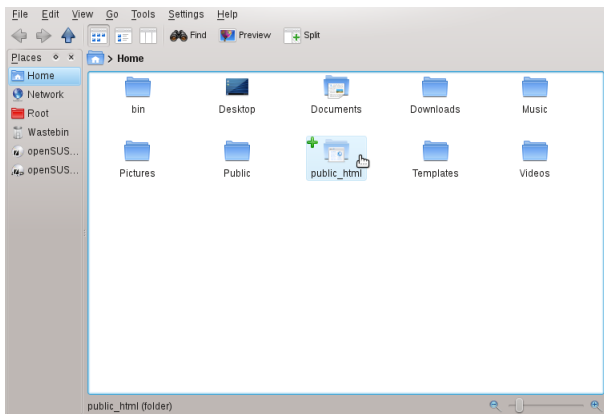 File Edit View Go Tools Settings Help
Find Preview Split
Places
> Home
Home
Network
Root
Wastebin
openSUS...
openSUS...
bin Desktop Documents Downloads Music
Pictures Public public_html Templates Videos
public_html (folder)